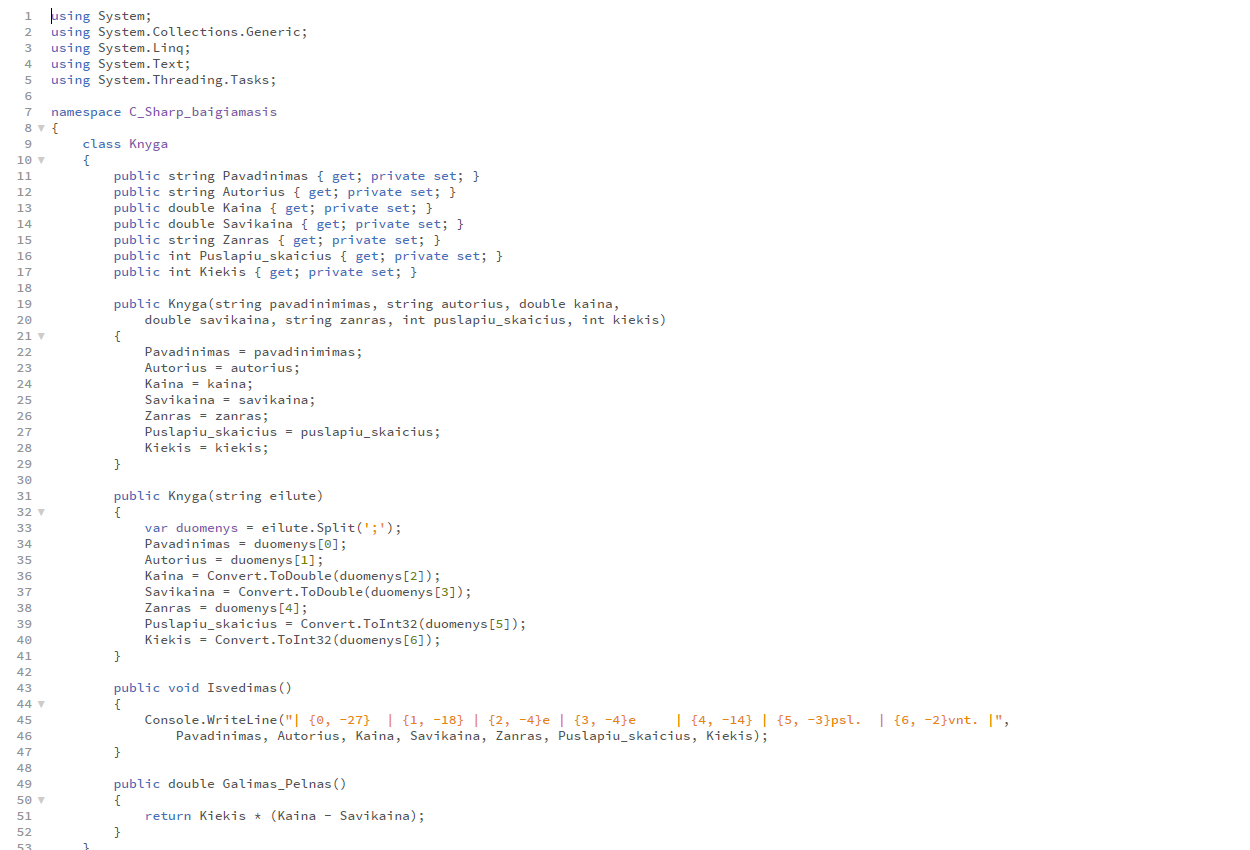 1 using System;
2 using System.Collections.Generic;
3 using System.Linq;
4 using System.Text;
5 using System.Threading.Tasks;
6
7 namespace C_Sharp_baigiamasis
8 {
9     class Knyga
10     {
11         public string Pavadinimas { get; private set; }
12         public string Autorius { get; private set; }
13         public double Kaina { get; private set; }
14         public double Savikaina { get; private set; }
15         public string Zanras { get; private set; }
16         public int Puslapiu_skaicius { get; private set; }
17         public int Kiekis { get; private set; }
18
19         public Knyga(string pavadinimimas, string autorius, double kaina,
20             double savikaina, string zanras, int puslapiu_skaicius, int kiekis)
21         {
22             Pavadinimas = pavadinimimas;
23             Autorius = autorius;
24             Kaina = kaina;
25             Savikaina = savikaina;
26             Zanras = zanras;
27             Puslapiu_skaicius = puslapiu_skaicius;
28             Kiekis = kiekis;
29         }
30
31         public Knyga(string eilute)
32         {
33             var duomenys = eilute.Split(';');
34             Pavadinimas = duomenys[0];
35             Autorius = duomenys[1];
36             Kaina = Convert.ToDouble(duomenys[2]);
37             Savikaina = Convert.ToDouble(duomenys[3]);
38             Zanras = duomenys[4];
39             Puslapiu_skaicius = Convert.ToInt32(duomenys[5]);
40             Kiekis = Convert.ToInt32(duomenys[6]);
41         }
42
43         public void Isvedimas()
44         {
45             Console.WriteLine("| {0, -27}  | {1, -18} | {2, -4}e | {3, -4}e     | {4, -14} | {5, -3}psl.  | {6, -2}vnt. |",
46                 Pavadinimas, Autorius, Kaina, Savikaina, Zanras, Puslapiu_skaicius, Kiekis);
47         }
48
49         public double Galimas_Pelnas()
50         {
51             return Kiekis * (Kaina - Savikaina);
52         }
53     }